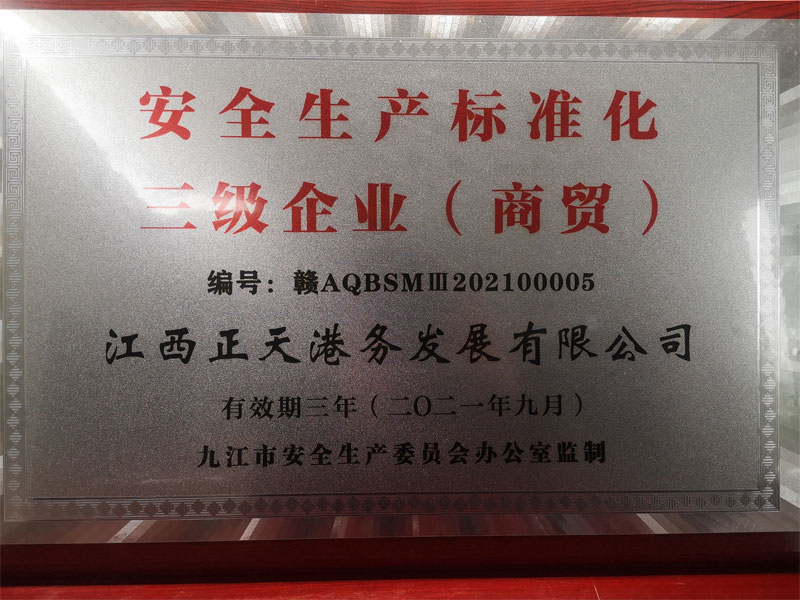 安全生产标准化
三级企业（商贸）
编号：赣AQBSMⅢ202100005
江西正天港务发展有限公司
有效期三年（二〇二一年九月）
九江市安全生产委员会办公室监制